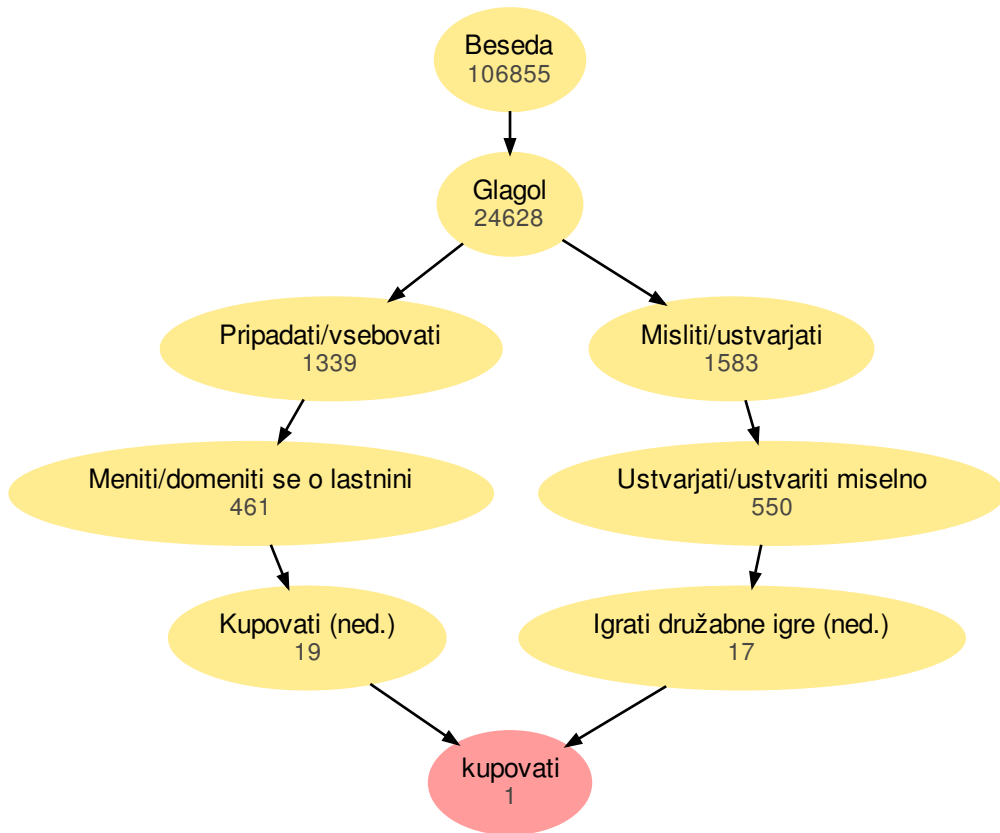 Beseda
106855
Glagol
24628
Pripadati/vsebovati
1339
Misliti/ustvarjati
1583
Meniti/domeniti se o lastnini
461
Ustvarjati/ustvariti miselno
550
Kupovati (ned.)
19
Igrati družabne igre (ned.)
17
kupovati
1